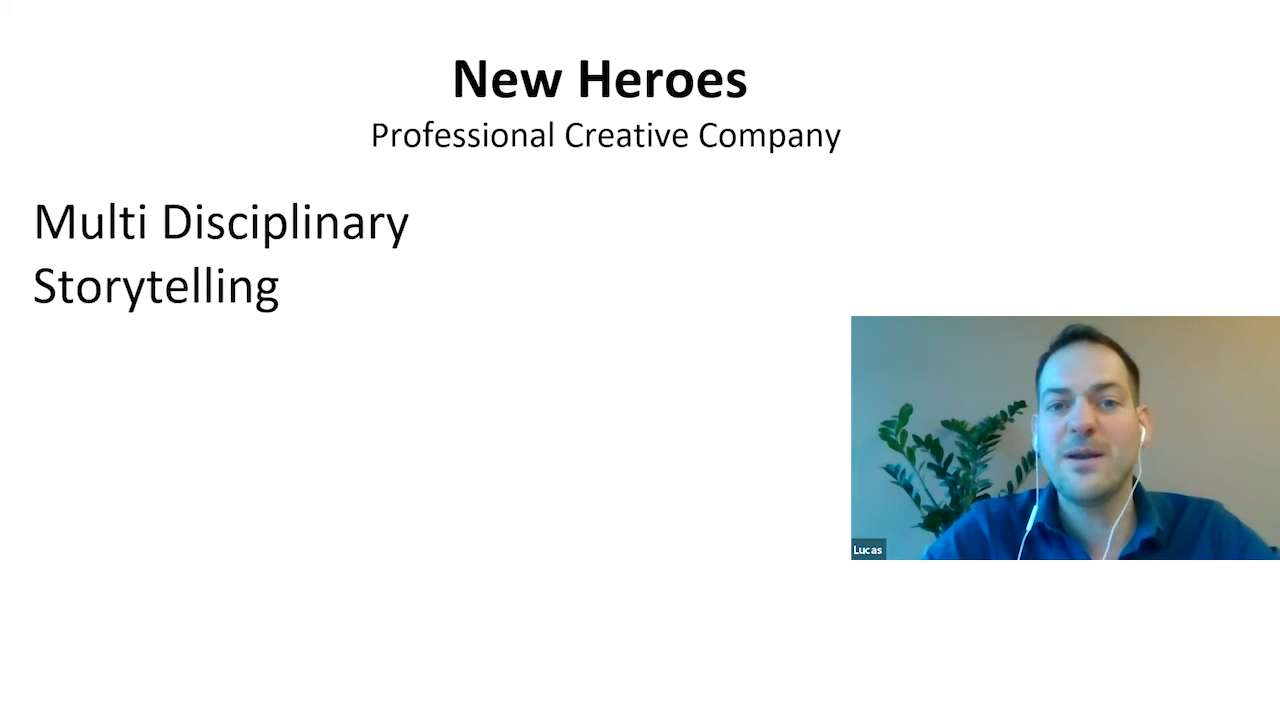 New Heroes
Professional Creative Company
Multi Disciplinary
Storytelling
Lucas